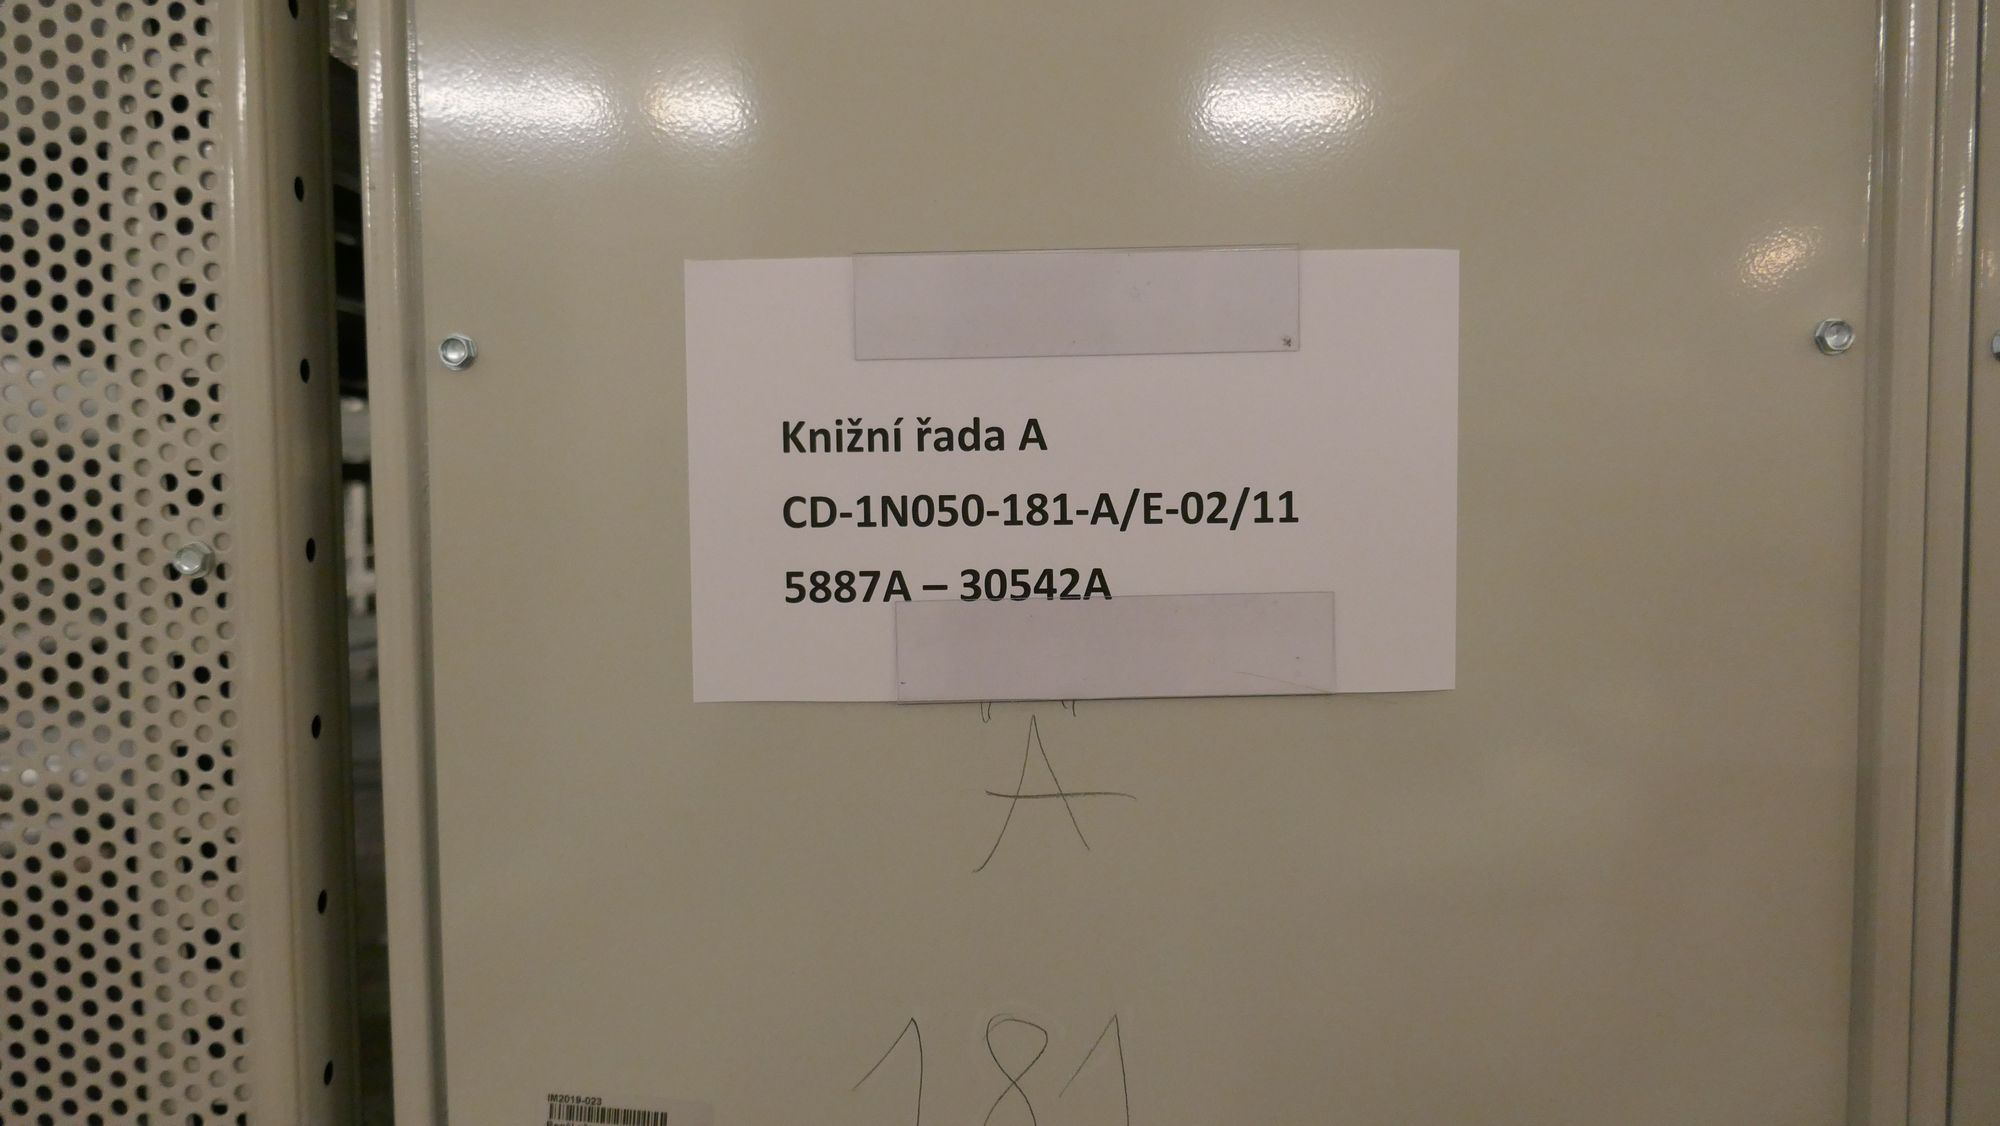 Knižní řada A
CD-1N050-181-A/E-02/11
5887A – 30542A
A
181
IM2019-023